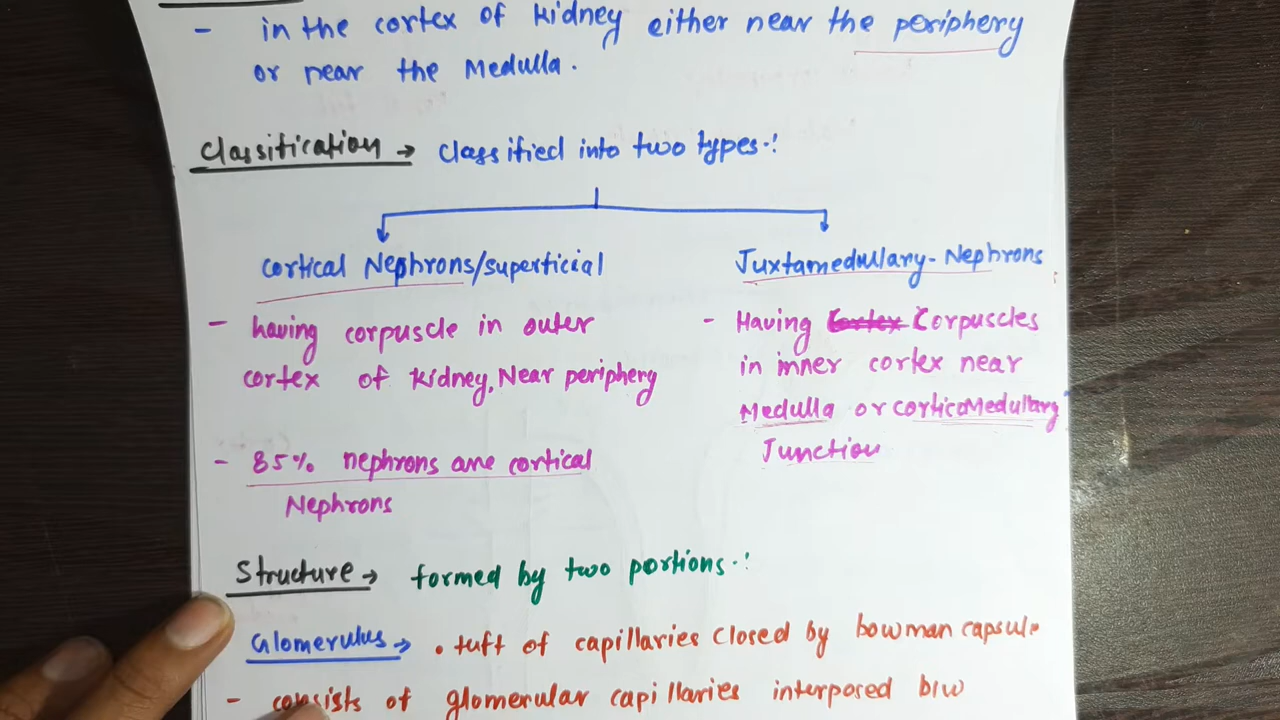 - in the cortex of kidney either near the periphery
or near the Medulla.
Classification → Classified into two types:
Cortical Nephrons/superficial
- having corpuscle in outer
cortex of kidney, Near periphery
- 85% nephrons are cortical
Nephrons
Juxtamedullary-Nephrons
- Having Cortex Corpuscles
in inner cortex near
Medulla or corticoMedullary
Junction
Structure → formed by two portions:
Glomerulus → • tuft of capillaries closed by bowman capsule
- consists of glomerular capillaries interposed b/w